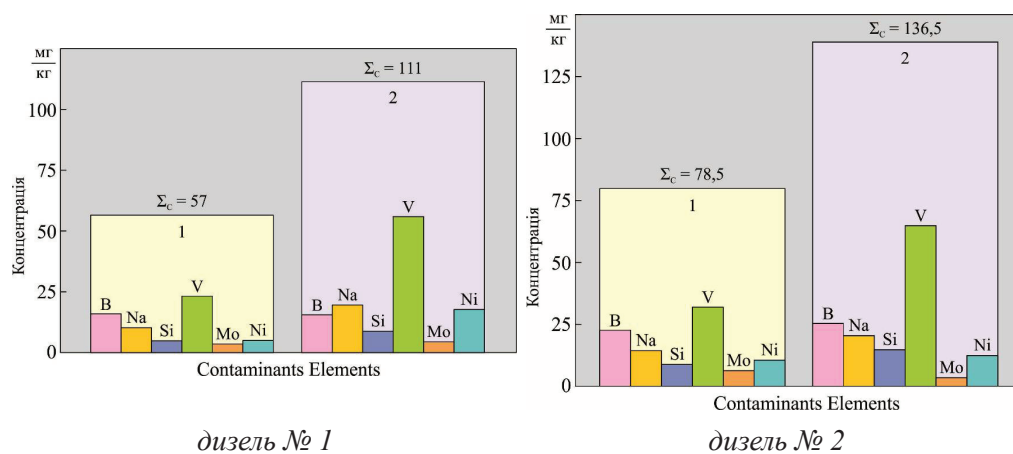 мг
кг
Концентрація
100
75
50
25
0
Σc = 57
1
B
Na
Si
V
Mo
Ni
Σc = 111
2
B
Na
Si
V
Mo
Ni
Contaminants Elements
дизель № 1
мг
кг
Концентрація
125
100
75
50
25
0
Σc = 78,5
1
B
Na
Si
V
Mo
Ni
Σc = 136,5
2
B
Na
Si
V
Mo
Ni
Contaminants Elements
дизель № 2